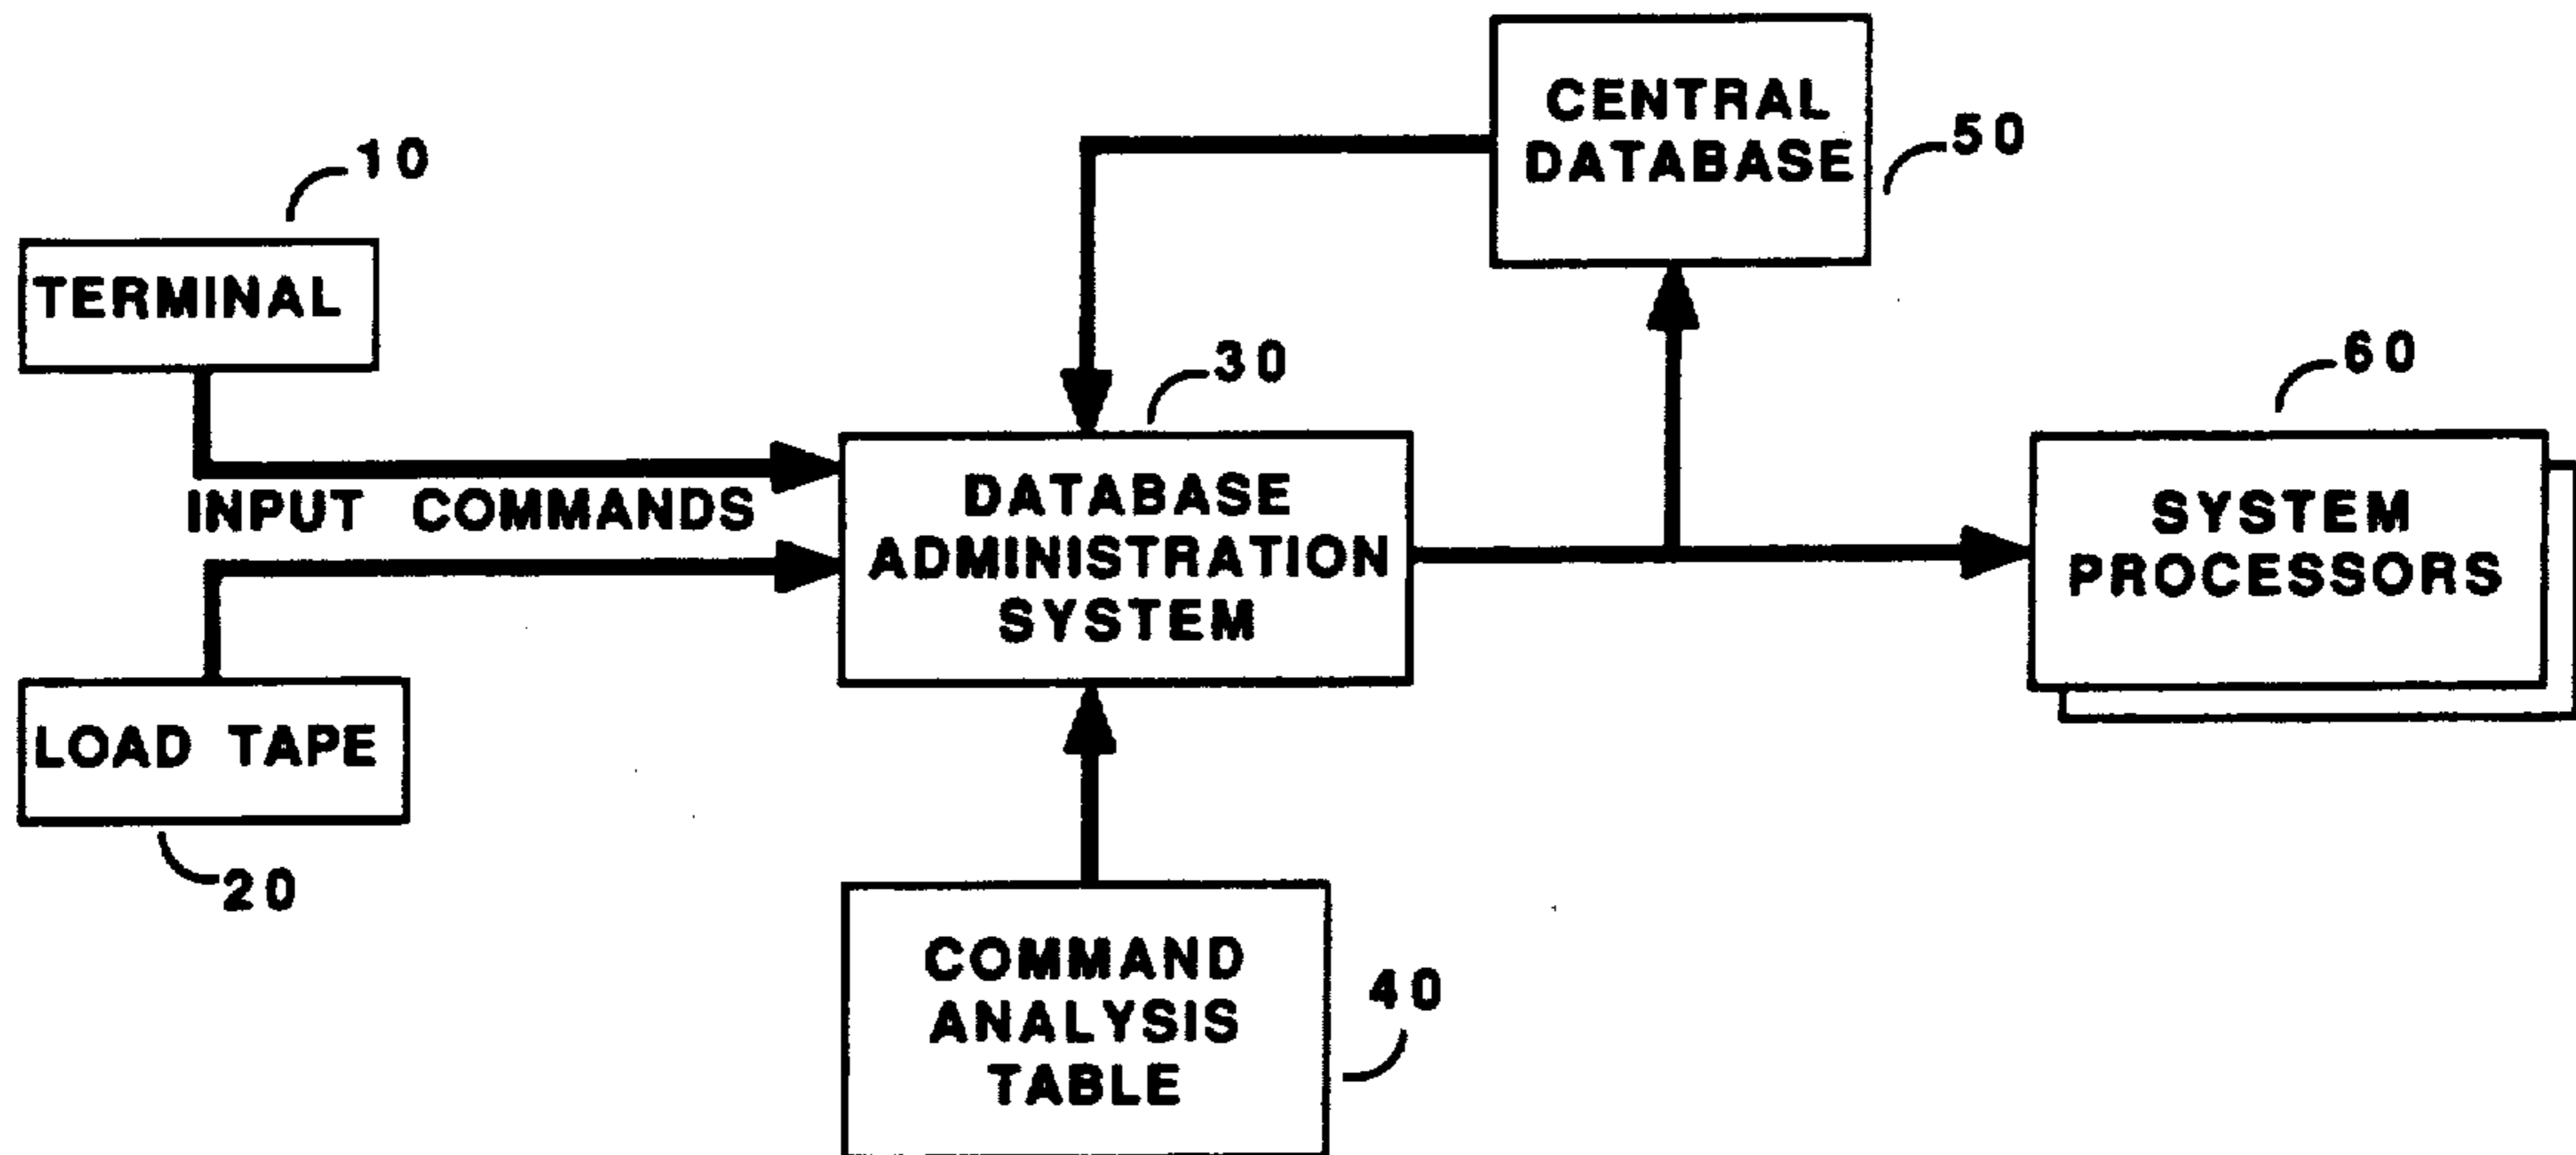 CENTRAL
DATABASE
50
10
TERMINAL
30
60
INPUT COMMANDS
DATABASE
ADMINISTRATION
SYSTEM
SYSTEM
PROCESSORS
LOAD TAPE
20
COMMAND
ANALYSIS
TABLE
40